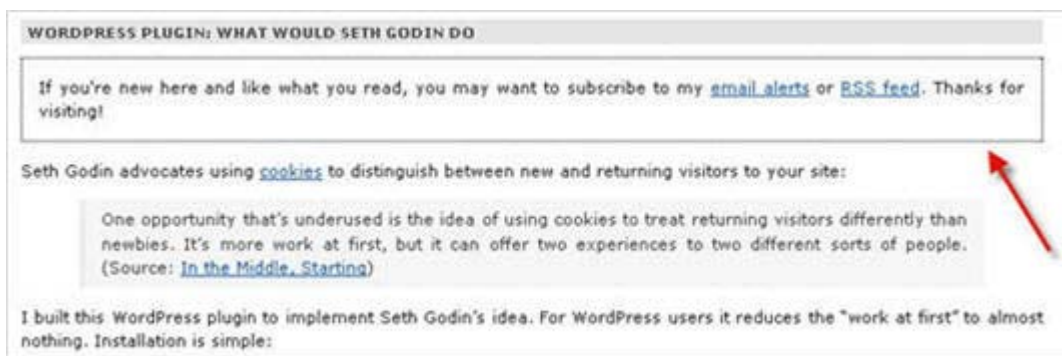 WORDPRESS PLUGIN: WHAT WOULD SETH GODIN DO
If you're new here and like what you read, you may want to subscribe to my email alerts or RSS feed. Thanks for
visiting!
Seth Godin advocates using cookies to distinguish between new and returning visitors to your site:
One opportunity that's underused is the idea of using cookies to treat returning visitors differently than
newbies. It's more work at first, but it can offer two experiences to two different sorts of people.
(Source: In the Middle, Starting)
I built this WordPress plugin to implement Seth Godin's idea. For WordPress users it reduces the "work at first" to almost
nothing. Installation is simple: